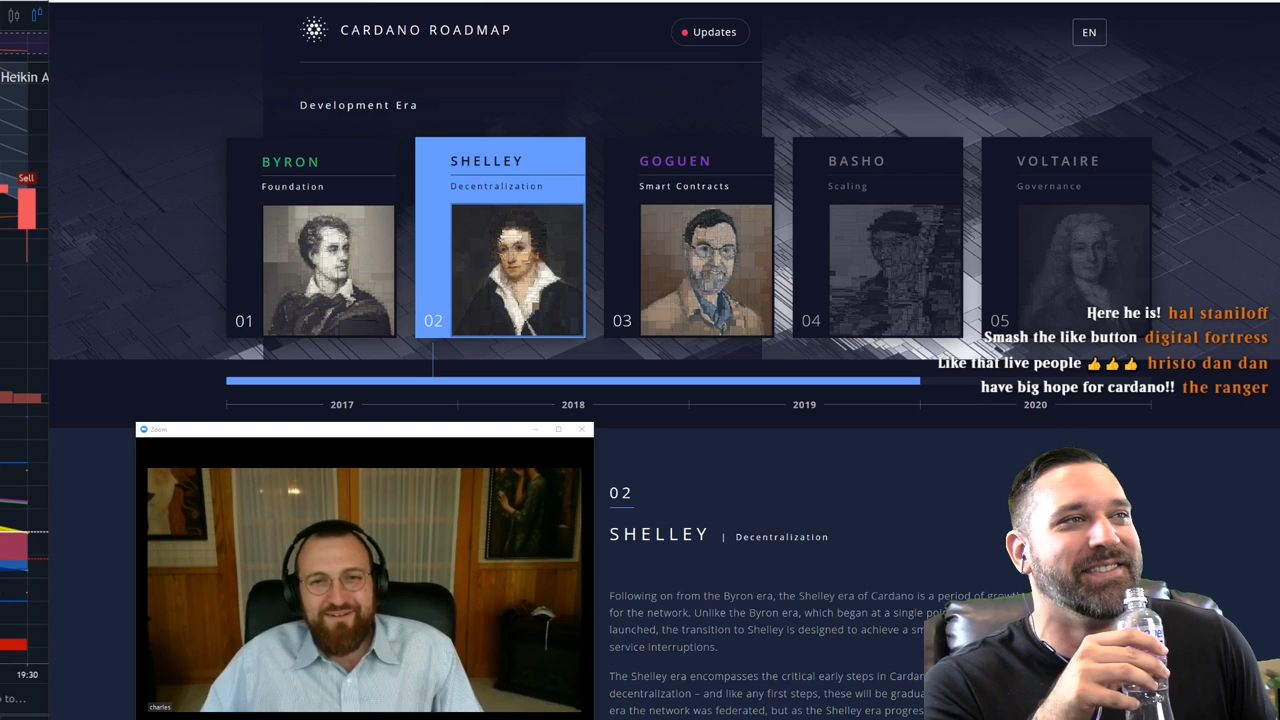 CARDANO ROADMAP
Updates
EN
Heikin A
Development Era
BYRON
Foundation
01
SHELLEY
Decentralization
02
GOGUEN
Smart Contracts
03
BASHO
Scaling
04
VOLTAIRE
Governance
05
Sell
Here he is! hal staniloff
Smash the like button digital fortress
Like that live people 👍👍👍 hristo dan dan
have big hope for cardano!! the ranger
2017
2018
2019
2020
Zoom
charles
19:30
to...
02
SHELLEY | Decentralization
Following on from the Byron era, the Shelley era of Cardano is a period of
for the network. Unlike the Byron era, which began at a single
launched, the transition to Shelley is designed to achieve a
service interruptions.
The Shelley era encompasses the critical early steps in
decentralization – and like any first steps, these will be
era the network was federated, but as the Shelley era